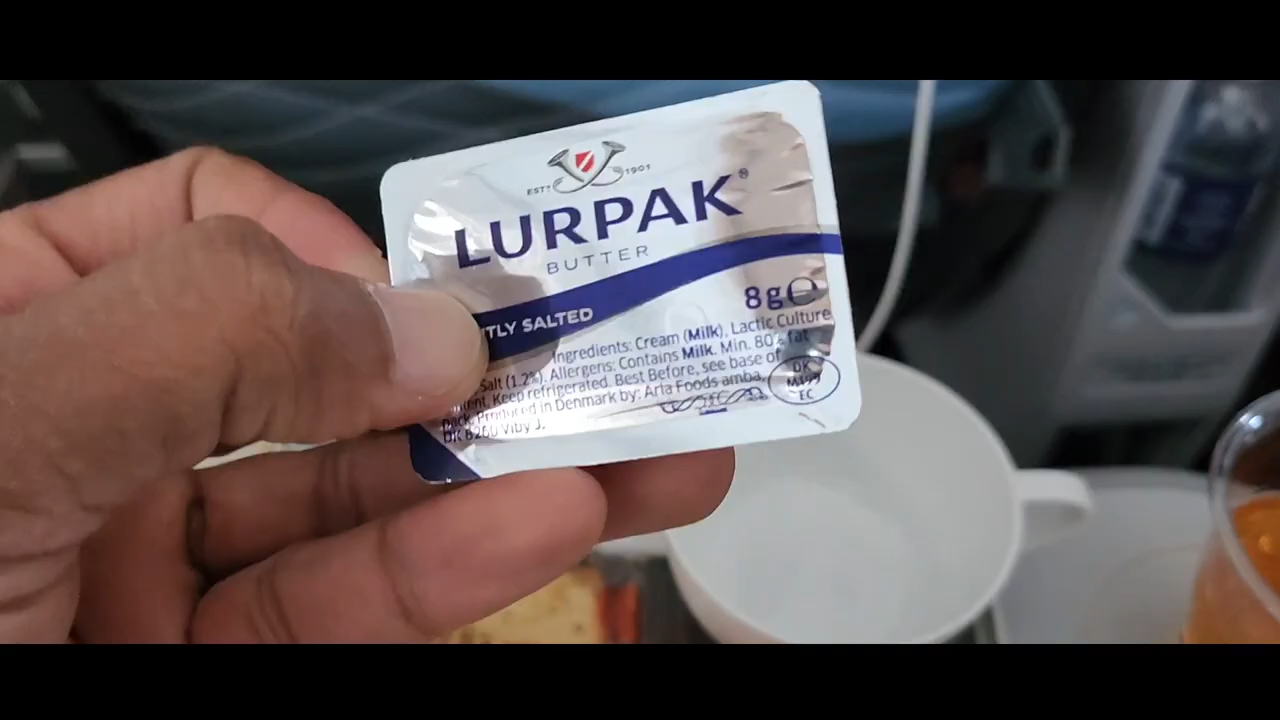 EST? 1901
LURPAK®
BUTTER
TLY SALTED
8g℮
Ingredients: Cream (Milk), Lactic Culture
Salt (1.2%). Allergens: Contains Milk. Min. 80% fat
Keep refrigerated. Best Before, see base of
pack. Produced in Denmark by: Arla Foods amba,
DK 8260 Viby J.
DK
M199
EC